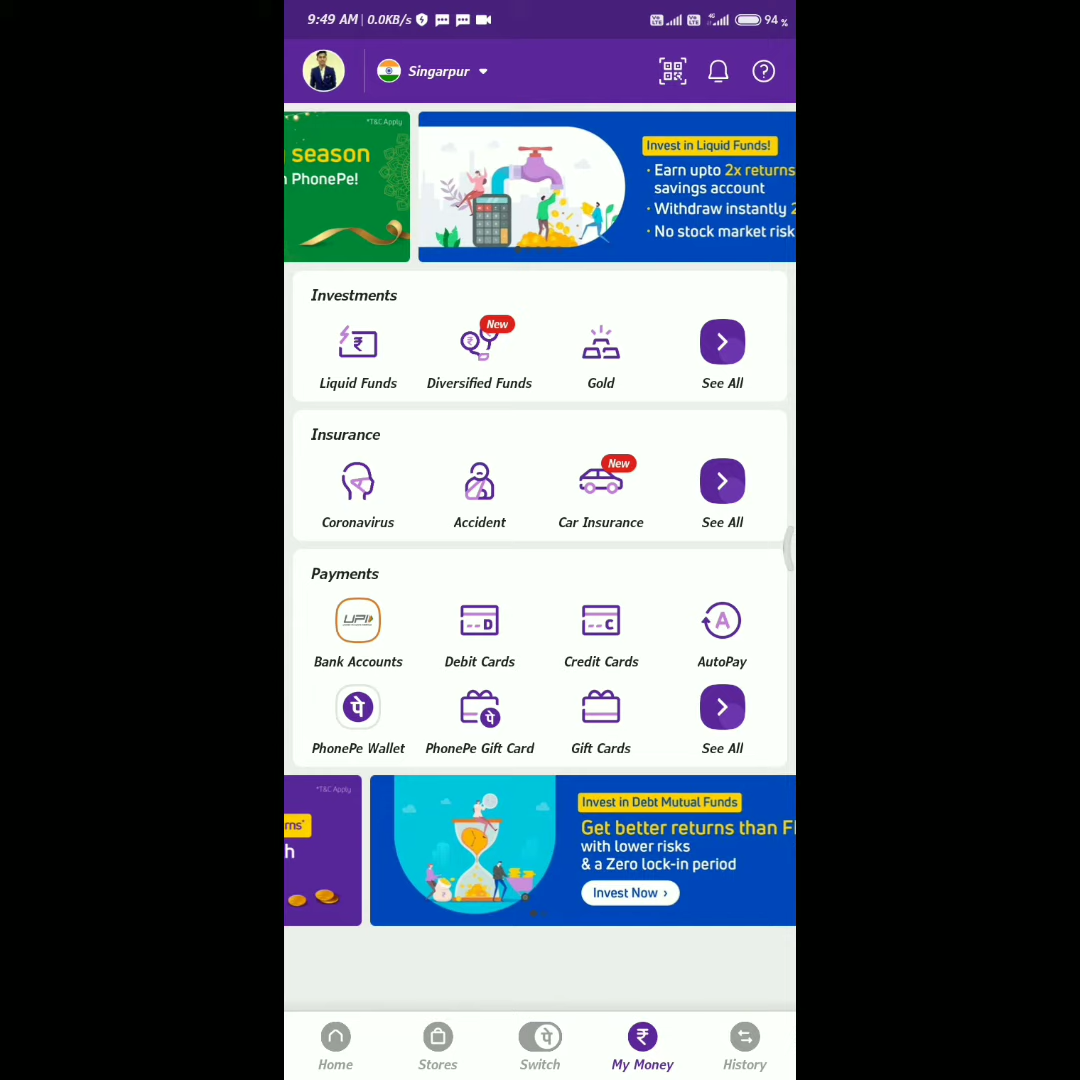 9:49 AM | 0.0KB/s
94 %
Singarpur
*T&C Apply
season
PhonePe!
Invest in Liquid Funds!
· Earn upto 2x returns
savings account
· Withdraw instantly
· No stock market risk
Investments
New
Liquid Funds
Diversified Funds
Gold
See All
Insurance
New
Coronavirus
Accident
Car Insurance
See All
Payments
UPI
D
C
A
Bank Accounts
Debit Cards
Credit Cards
AutoPay
पे
पे
PhonePe Wallet
PhonePe Gift Card
Gift Cards
See All
*T&C Apply
Invest in Debt Mutual Funds
Get better returns than
with lower risks
& a Zero lock-in period
Invest Now ›
पे
₹
Home
Stores
Switch
My Money
History